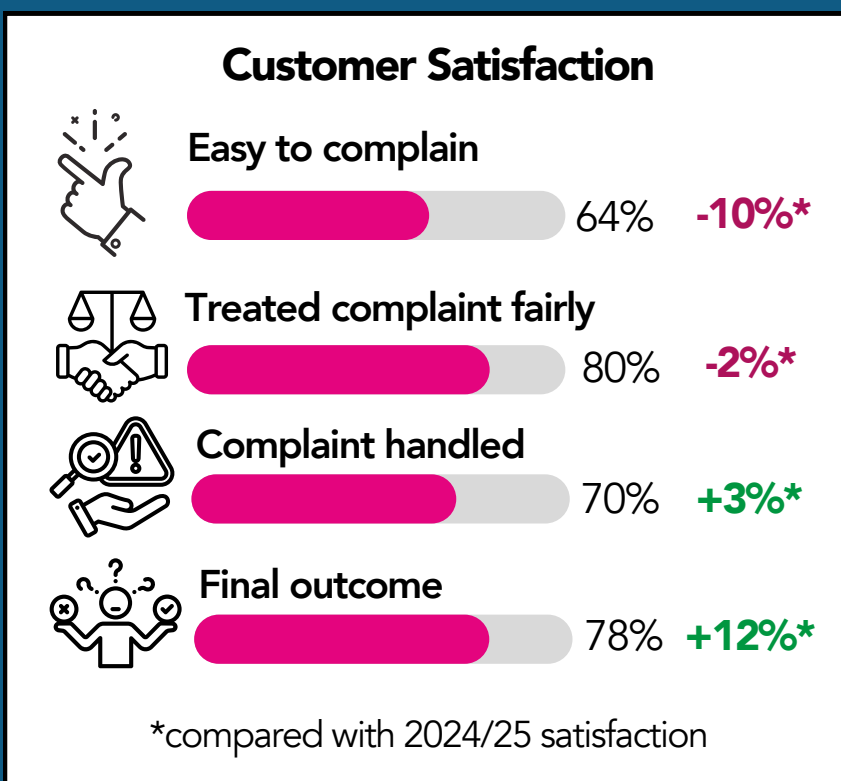 Customer Satisfaction
Easy to complain
64% -10%*
Treated complaint fairly
80% -2%*
Complaint handled
70% +3%*
Final outcome
78% +12%*
*compared with 2024/25 satisfaction